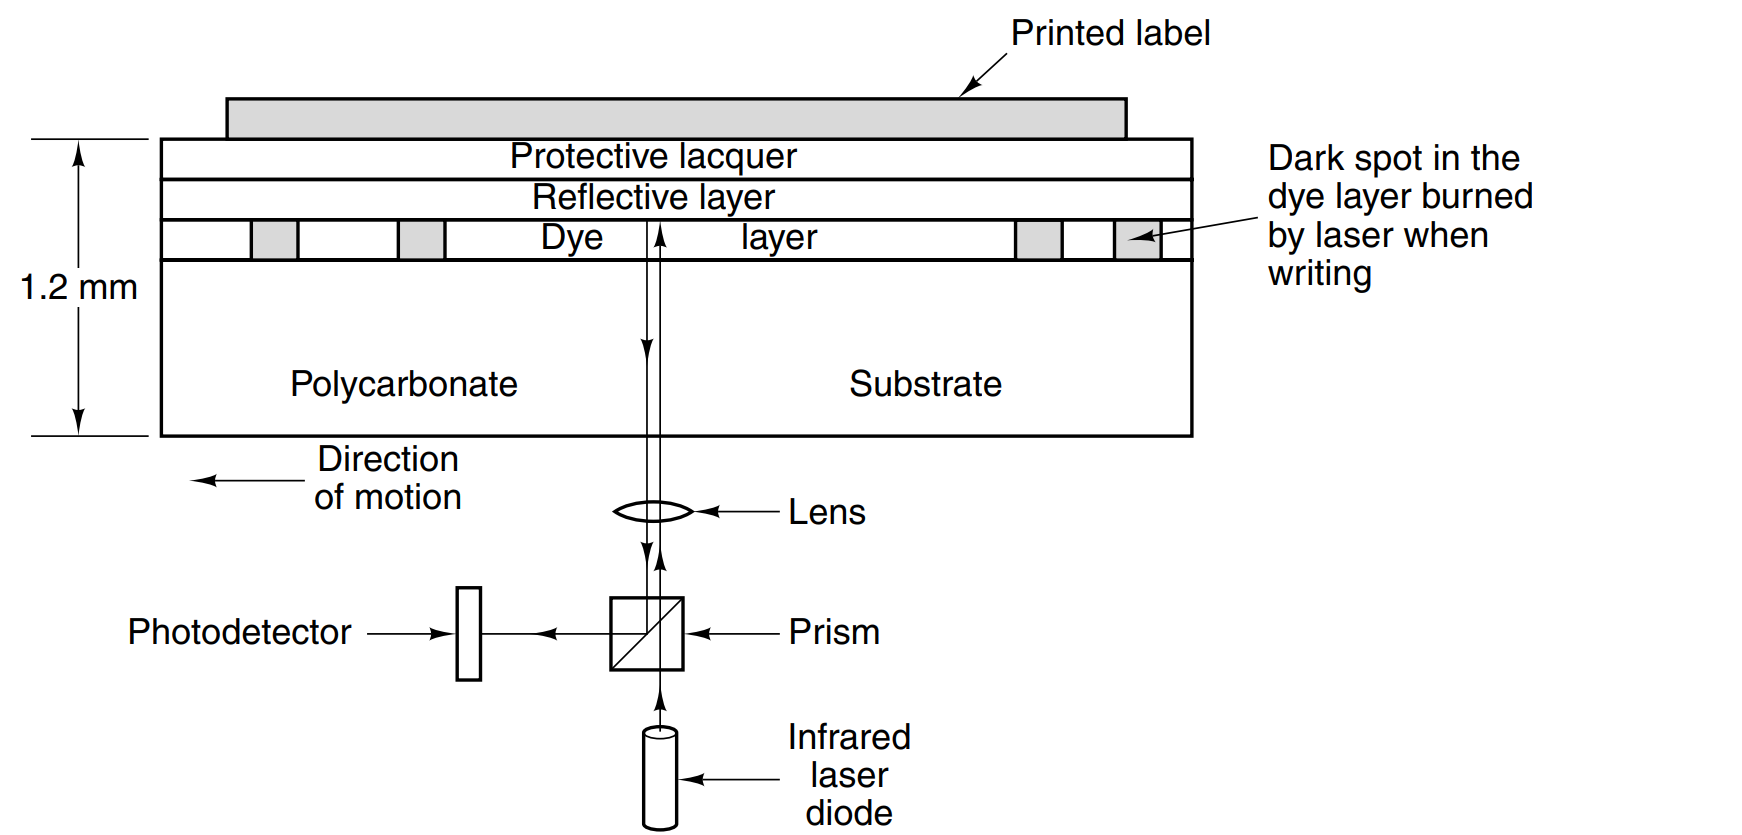 Printed label
Protective lacquer
Reflective layer
Dye layer
Dark spot in the
dye layer burned
by laser when
writing
1.2 mm
Polycarbonate Substrate
Direction
of motion
Lens
Photodetector
Prism
Infrared
laser
diode